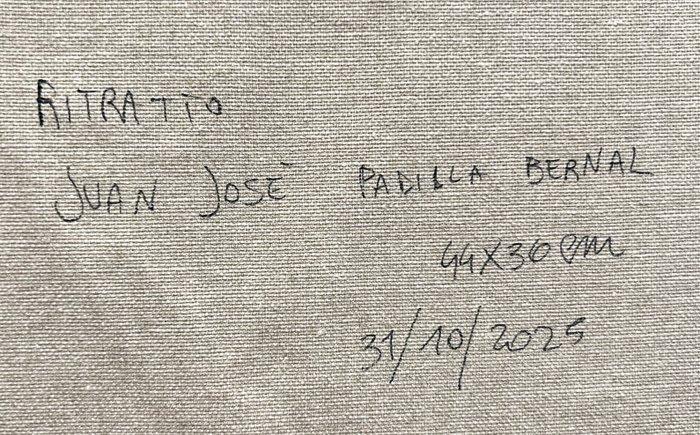 RITRATTO
JUAN JOSÈ PADILLA BERNAL
44X30 cm
31/10/2025